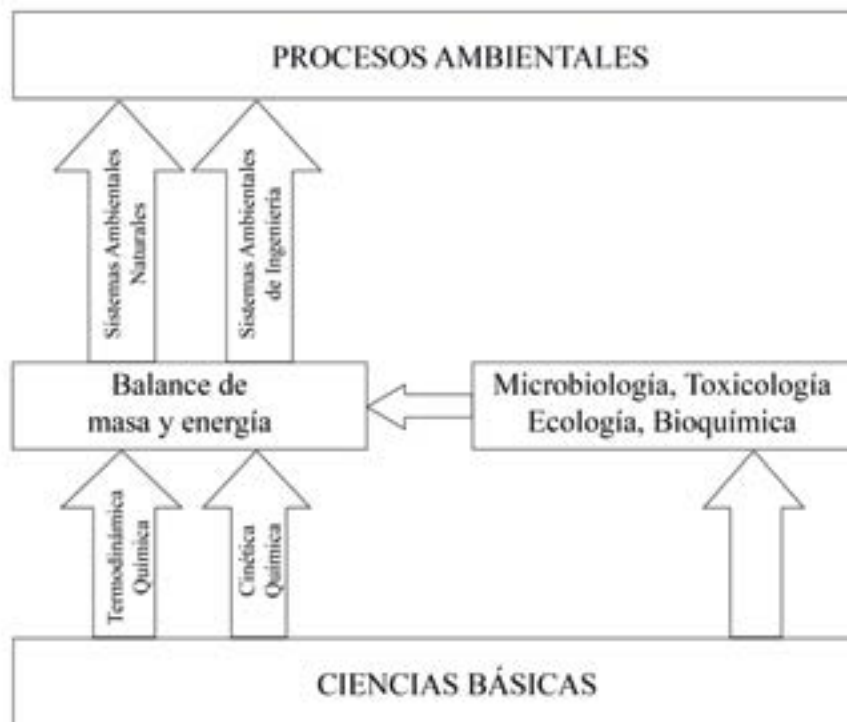 PROCESOS AMBIENTALES
Sistemas Ambientales
Naturales
Sistemas Ambientales
de Ingeniería
Balance de
masa y energía
Microbiología, Toxicología
Ecología, Bioquímica
Termodinámica
Química
Cinética
Química
CIENCIAS BÁSICAS